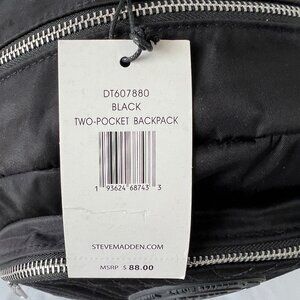 DT607880
BLACK
TWO-POCKET BACKPACK
1 93624 68743 3
STEVEMADDEN.COM
MSRP $ 88.00